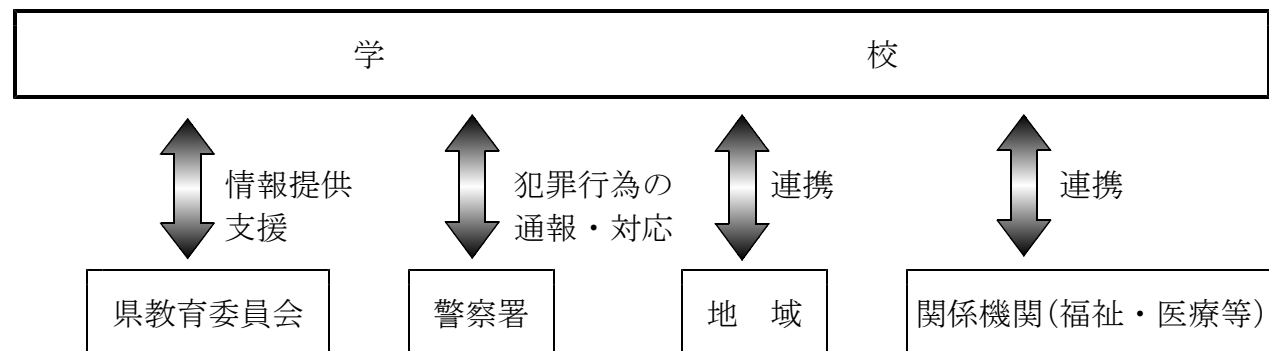 学　　　校
情報提供
支援
犯罪行為の
通報・対応
連携
連携
県教育委員会
警察署
地　域
関係機関(福祉・医療等)